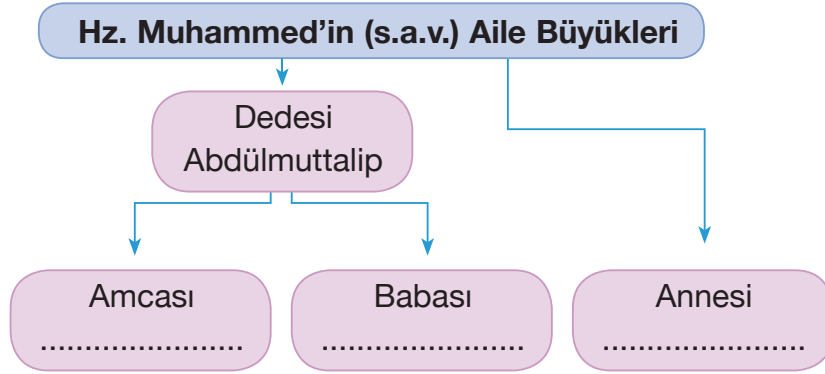 Hz. Muhammed’in (s.a.v.) Aile Büyükleri
Dedesi
Abdülmuttalip
Amcası
.......................
Babası
.......................
Annesi
.......................